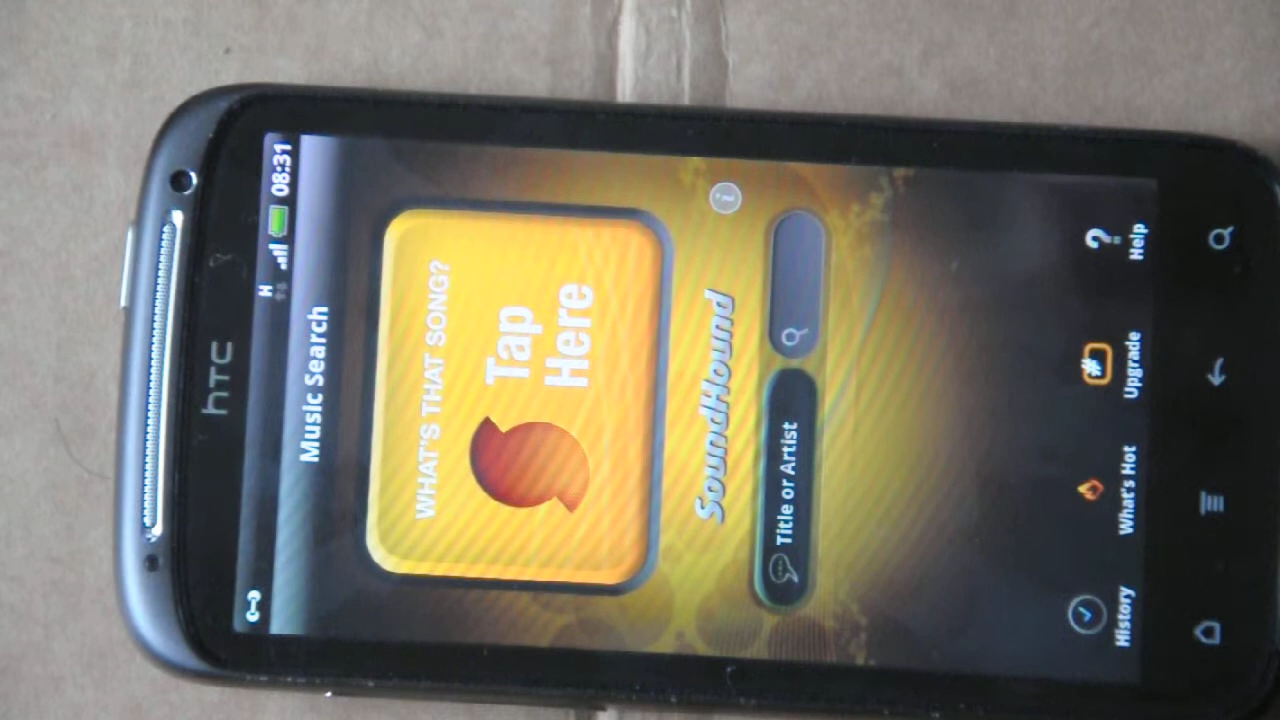 hTC
H 08:31
Music Search
WHAT'S THAT SONG?
Tap
Here
SoundHound
Title or Artist
History What's Hot Upgrade Help